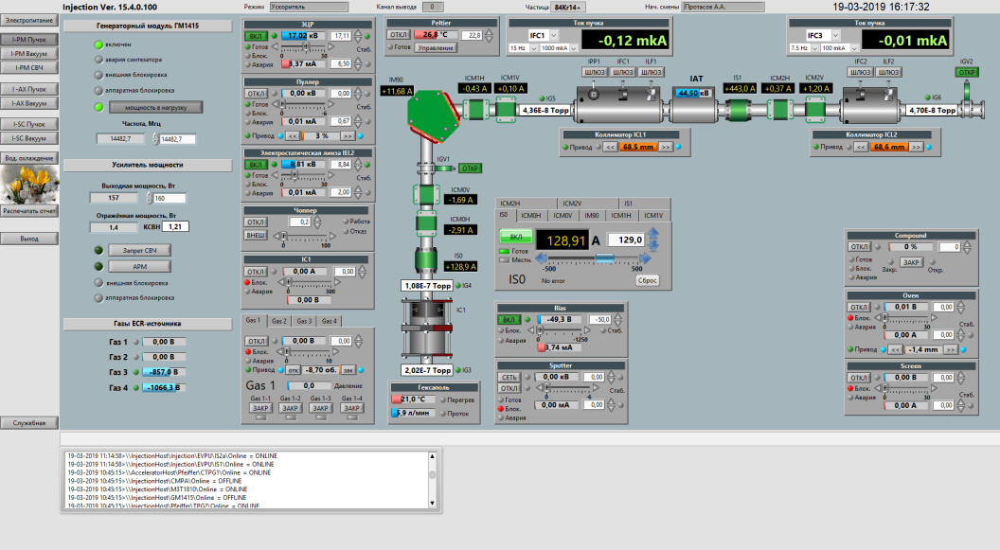 Injection Ver. 15.4.0.100
Режим Ускоритель
Канал вывода 0
Частица 84Kr14+
Нач. смены Протасов А.А.
19-03-2019 16:17:32
Электропитание
I-PM Пучок
I-PM Вакуум
I-PM СВЧ
I-AX Пучок
I-AX Вакуум
I-SC Пучок
I-SC Вакуум
Вод. охлаждение
Распечатать отчет
Выход
Служебная
Генераторный модуль ГМ1415
включен
авария синтезатора
внешняя блокировка
аппаратная блокировка
мощность в нагрузку
Частота, Мгц
14482,7 14482,7
Усилитель мощности
Выходная мощность, Вт
157 160
Отражённая мощность, Вт
1,4 КСВН 1,21
Запрет СВЧ
АРМ
внешняя блокировка
аппаратная блокировка
Газы ECR-источника
Газ 1 0,00 В
Газ 2 0,00 В
Газ 3 -857,0 В
Газ 4 -1066,3 В
ЭЦР
ВКЛ 17,02 кВ 17,11
Готов
Блок. 0 30 Стаб.
Авария 3,37 мА 6,50
Пуллер
ОТКЛ 0,00 кВ 0,00
Готов
Блок. 0 -6 Стаб.
Авария 0,01 мА 0,67
Привод << 3 % >>
Электростатическая линза IEL2
ВКЛ 8,81 кВ 8,84
Готов
Блок. 0 30 Стаб.
Авария 0,01 мА 2,00
Чоппер
ОТКЛ 0,2 Работа
ВНЕШ Отказ
0 100
IC1
ОТКЛ 0,00 А 0,00
Блок.
Авария 0 300
0,00 В
Gas 1 Gas 2 Gas 3 Gas 4
ОТКЛ 0,00 В 0,00
Блок.
Авария 0 10
Привод отк -8,70 об. зак
Gas 1 0,0 Давление
Gas 1-1 Gas 1-2 Gas 1-3 Gas 1-4
ЗАКР ЗАКР ЗАКР ЗАКР
Peltier
ОТКЛ 26,8 °C 22,8
Готов Управление
Ток пучка
IFC1
15 Hz 1000 mkA
-0,12 mkA
Ток пучка
IFC3
7.5 Hz 100 mkA
-0,01 mkA
IM90
+11,68 А
ICM1H ICM1V
-0,43 А +0,10 А
IG5
4,36E-8 Торр
IPP1 IFC1 ILF1
ШЛЮЗ ШЛЮЗ ШЛЮЗ
IAT
44,50 кВ
IS1 ICM2H ICM2V
+443,0 А +0,37 А +1,20 А
IFC2 ILF2
ШЛЮЗ ШЛЮЗ
IGV2
ОТКР
IG6
4,70E-8 Торр
Коллиматор ICL1
Привод << 68,5 mm >>
Коллиматор ICL2
Привод << 68,6 mm >>
IGV1
ОТКР
ICM0V
-1,69 А
ICM0H
-2,91 А
IS0
+128,9 А
1,08E-7 Торр IG4
IC1
2,02E-7 Торр IG3
Гексаполь
21,0 °C Перегрев
6,9 л/мин Проток
ICM2H ICM2V IS1
IS0 ICM0H ICM0V IM90 ICM1H ICM1V
ВКЛ 128,91 А 129,0
Готов
Местн.
-500 500
IS0 No error Сброс
Bias
ВКЛ -49,3 В -50,0
Блок. Стаб.
Авария 0 -1250
3,74 мА
Sputter
СЕТЬ 0,00 кВ 0,00
ОТКЛ
Готов 0 -6 Стаб.
Блок. 0,00 мА 0,00
Авария
Compound
ОТКЛ 0 % 0
Готов
Блок. ЗАКР
Авария Закр. Откр.
Oven
ОТКЛ 0,01 В 0,00
Блок.
Авария 0 30 Стаб.
0,00 А 0,00
Привод << -1,4 mm >>
Screen
ОТКЛ 0,00 В 0,00
Блок.
Авария 0 30 Стаб.
0,00 А 0,00
19-03-2019 11:14:58>\\InjectionHost\Injection\EVPU\IS2a\Online = ONLINE
19-03-2019 11:14:58>\\InjectionHost\Injection\EVPU\IS1\Online = ONLINE
19-03-2019 10:45:15>\\AcceleratorHost\Pfeiffer\CTPG1\Online = ONLINE
19-03-2019 10:45:15>\\InjectionHost\CMPA\Online = OFFLINE
19-03-2019 10:45:15>\\InjectionHost\M3T1810\Online = ONLINE
19-03-2019 10:45:15>\\InjectionHost\GM1415\Online = OFFLINE
19-03-2019 10:45:15>\\InjectionHost\Pfeiffer\TPG2\Online = ONLINE